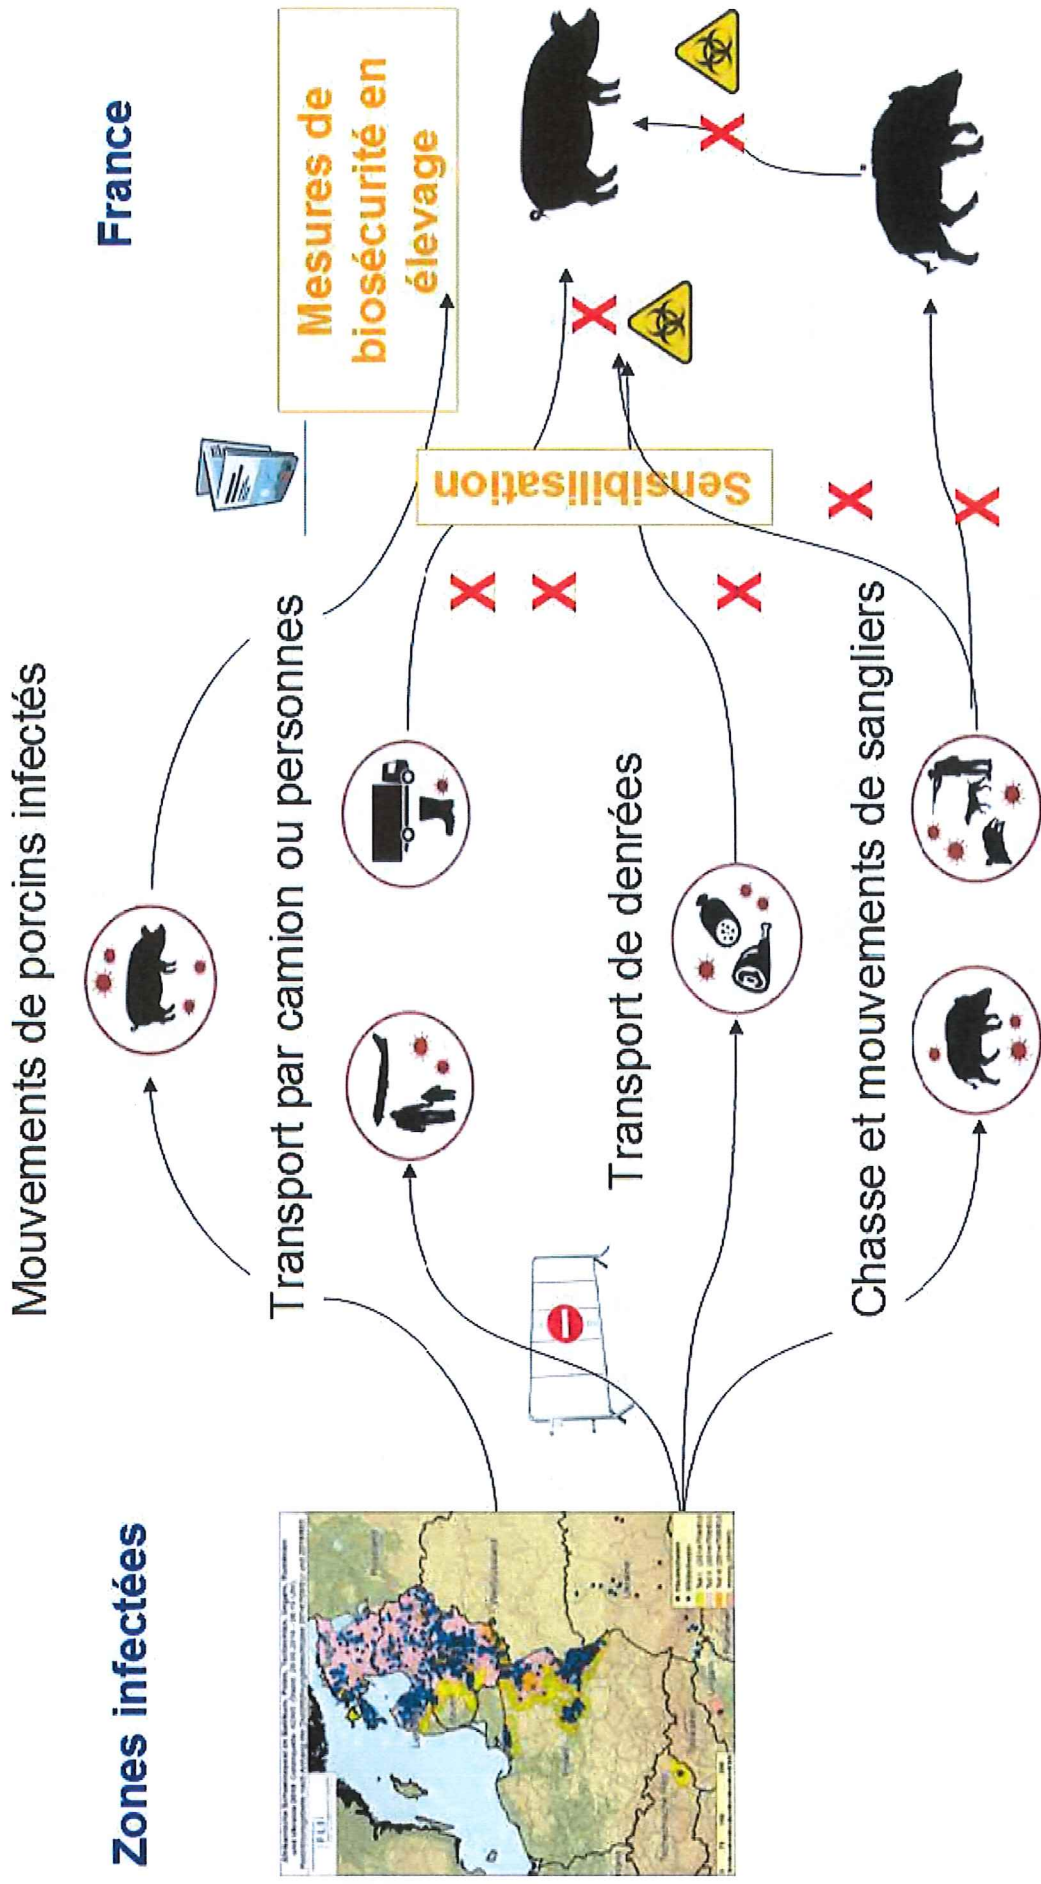 Zones infectées
France
Mouvements de porcins infectés
Transport par camion ou personnes
Transport de denrées
Chasse et mouvements de sangliers
Sensibilisation
Mesures de
biosécurité en
élevage